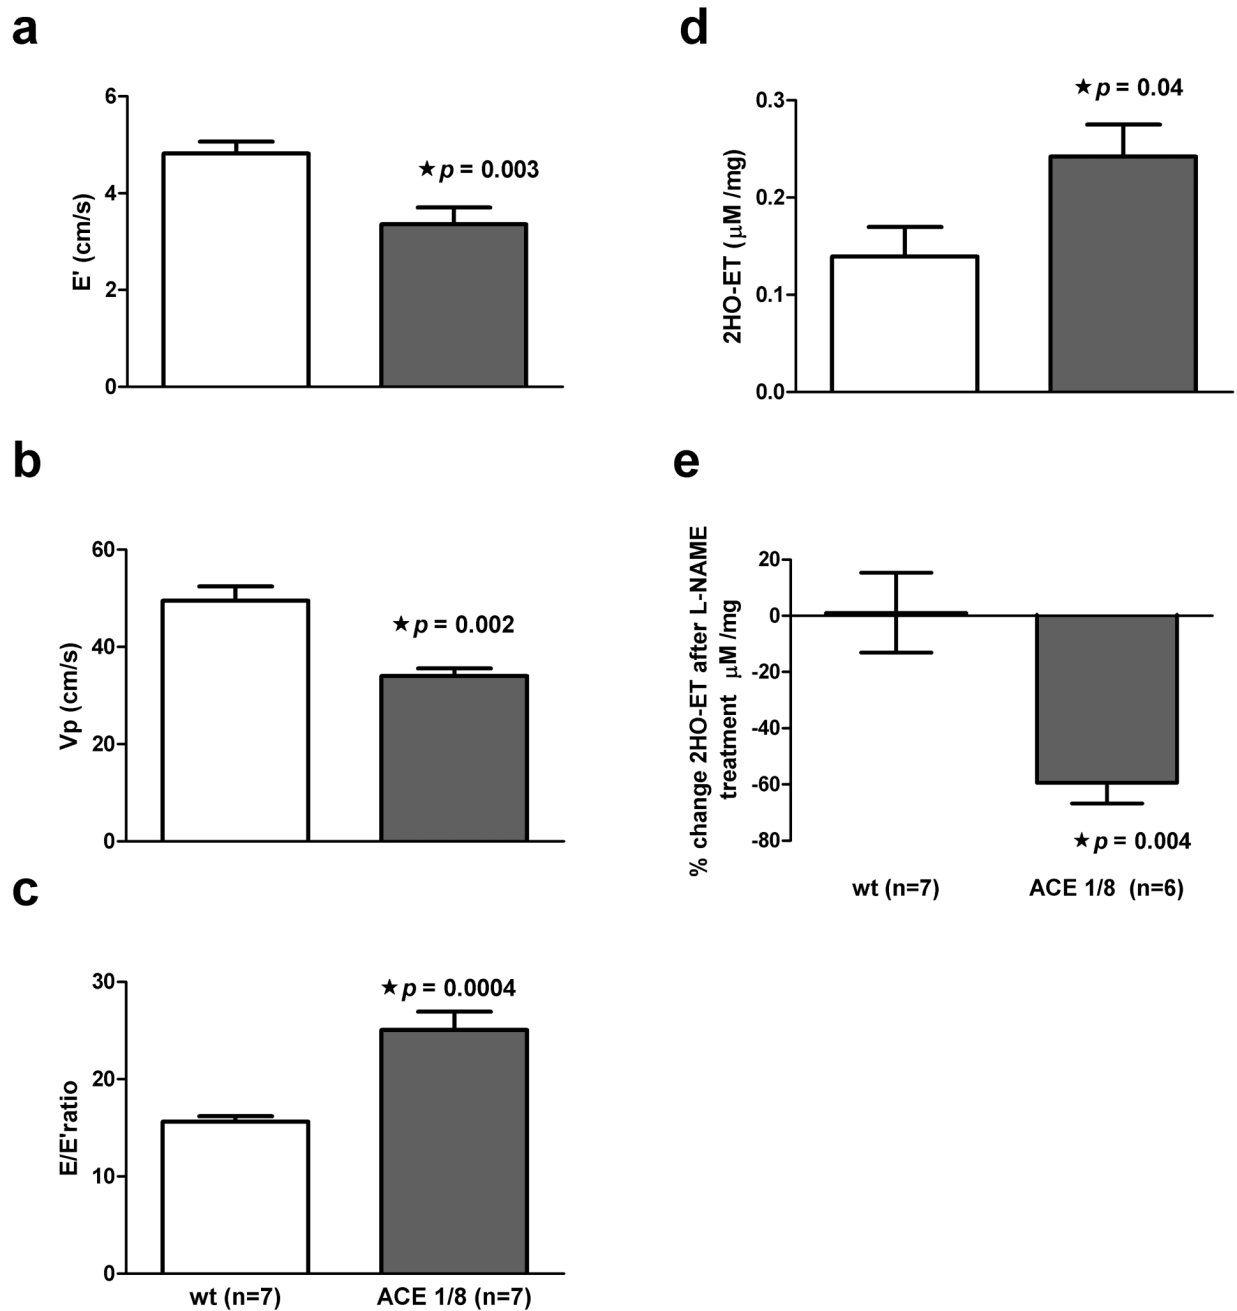 a
6
4
2
0
E' (cm/s)
★ p = 0.003
b
60
40
20
0
Vp (cm/s)
★ p = 0.002
c
30
20
10
0
E/E'ratio
★ p = 0.0004
wt (n=7)
ACE 1/8 (n=7)
d
0.3
0.2
0.1
0.0
2HO-ET (μM /mg)
★ p = 0.04
e
% change 2HO-ET after L-NAME
treatment μM /mg
20
0
-20
-40
-60
-80
★ p = 0.004
wt (n=7)
ACE 1/8 (n=6)